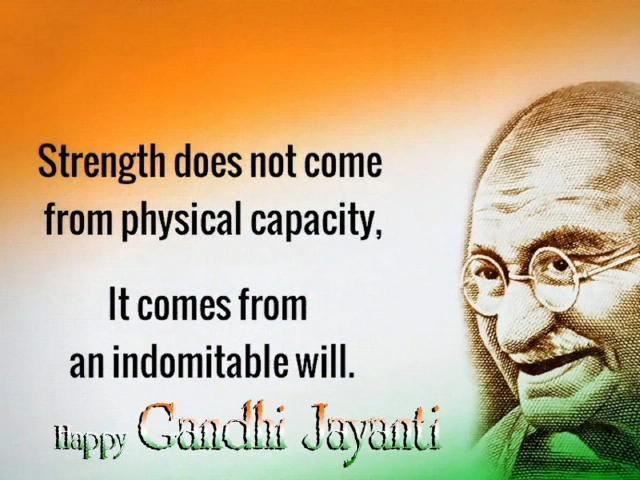 Strength does not come
from physical capacity,
It comes from
an indomitable will.
Happy Gandhi Jayanti